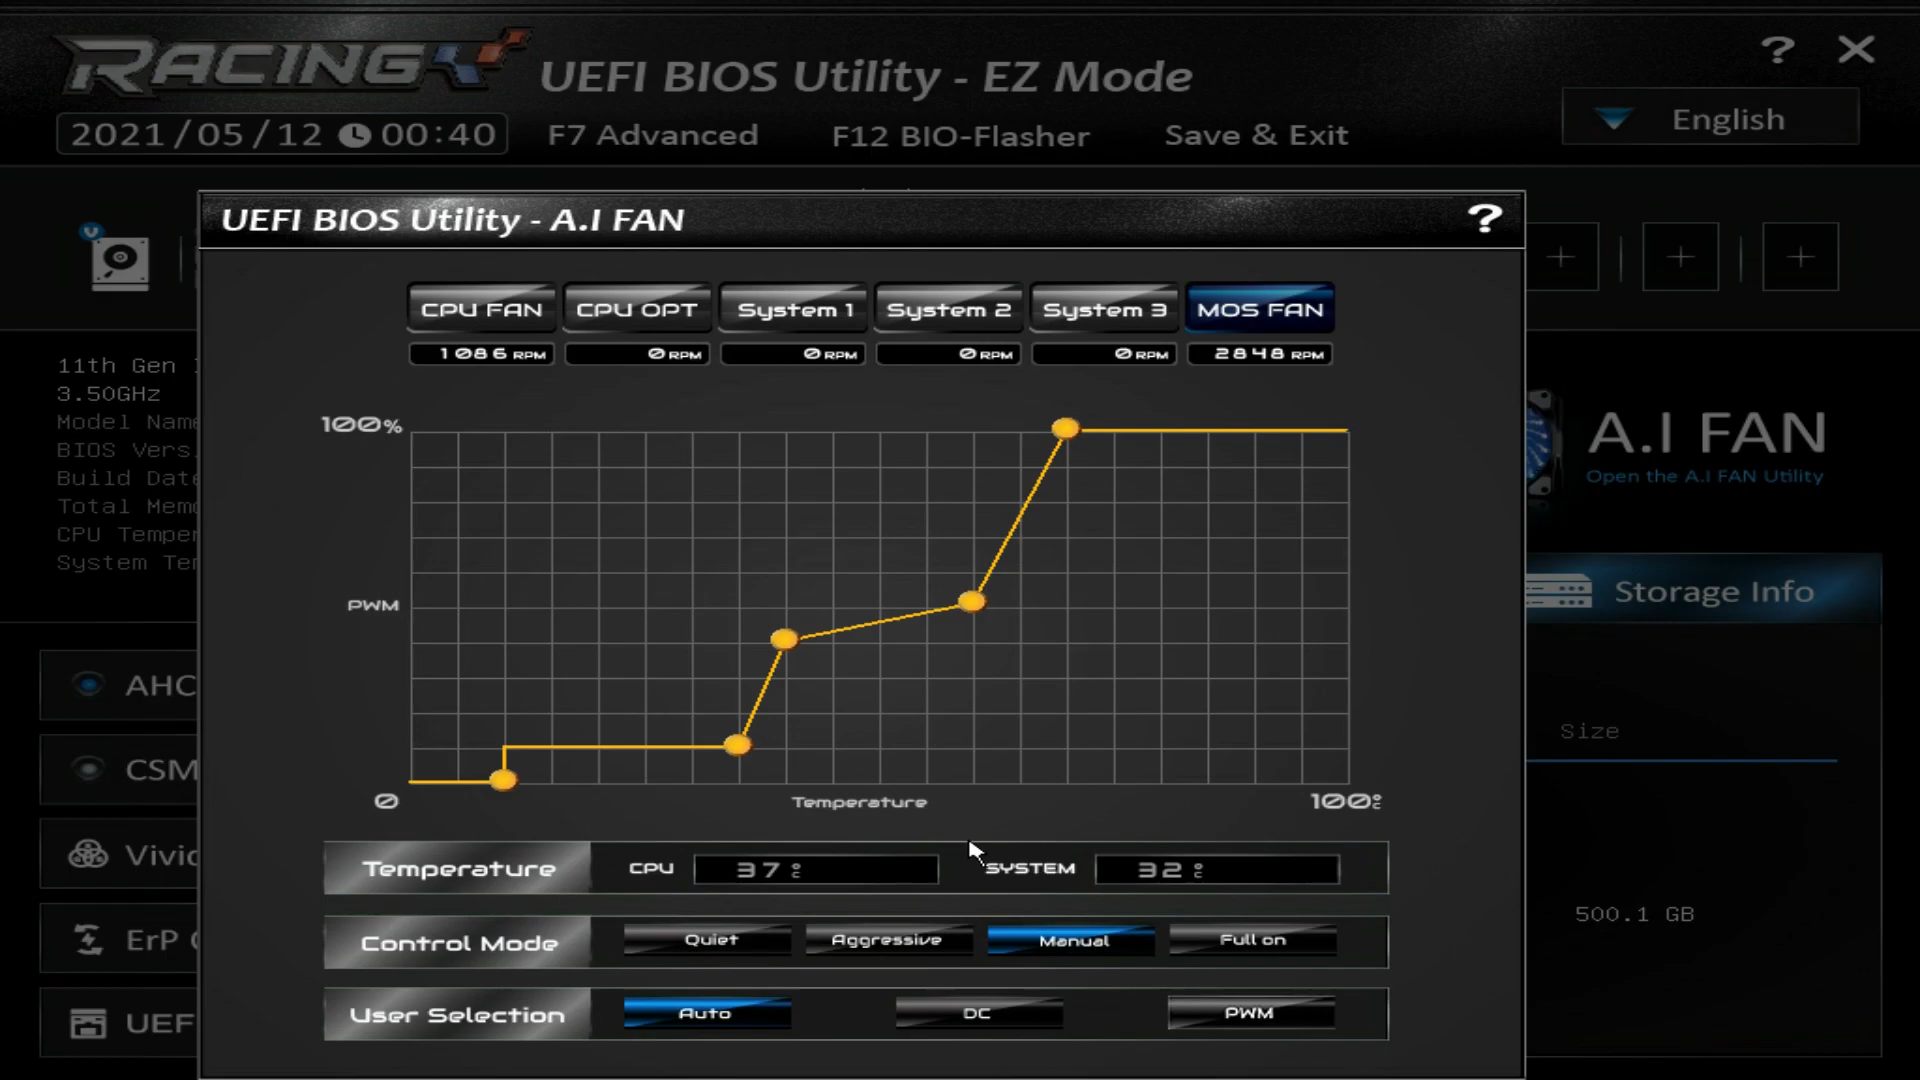 RACING
UEFI BIOS Utility - EZ Mode
2021/05/12 00:40
F7 Advanced
F12 BIO-Flasher
Save & Exit
? X
English
UEFI BIOS Utility - A.I FAN
?
CPU FAN
CPU OPT
System 1
System 2
System 3
MOS FAN
1086 RPM
0 RPM
0 RPM
0 RPM
0 RPM
2848 RPM
11th Gen
3.50GHz
Model Name
BIOS Vers
Build Date
Total Mem
CPU Temper
System Te
A.I FAN
Open the A.I FAN Utility
Storage Info
Size
500.1 GB
100%
PWM
0
Temperature
100°C
Temperature
CPU
37 °C
SYSTEM
32 °C
Control Mode
Quiet
Aggressive
Manual
Full on
User Selection
Auto
DC
PWM
AHC
CSM
Vivi
ErP
UEF